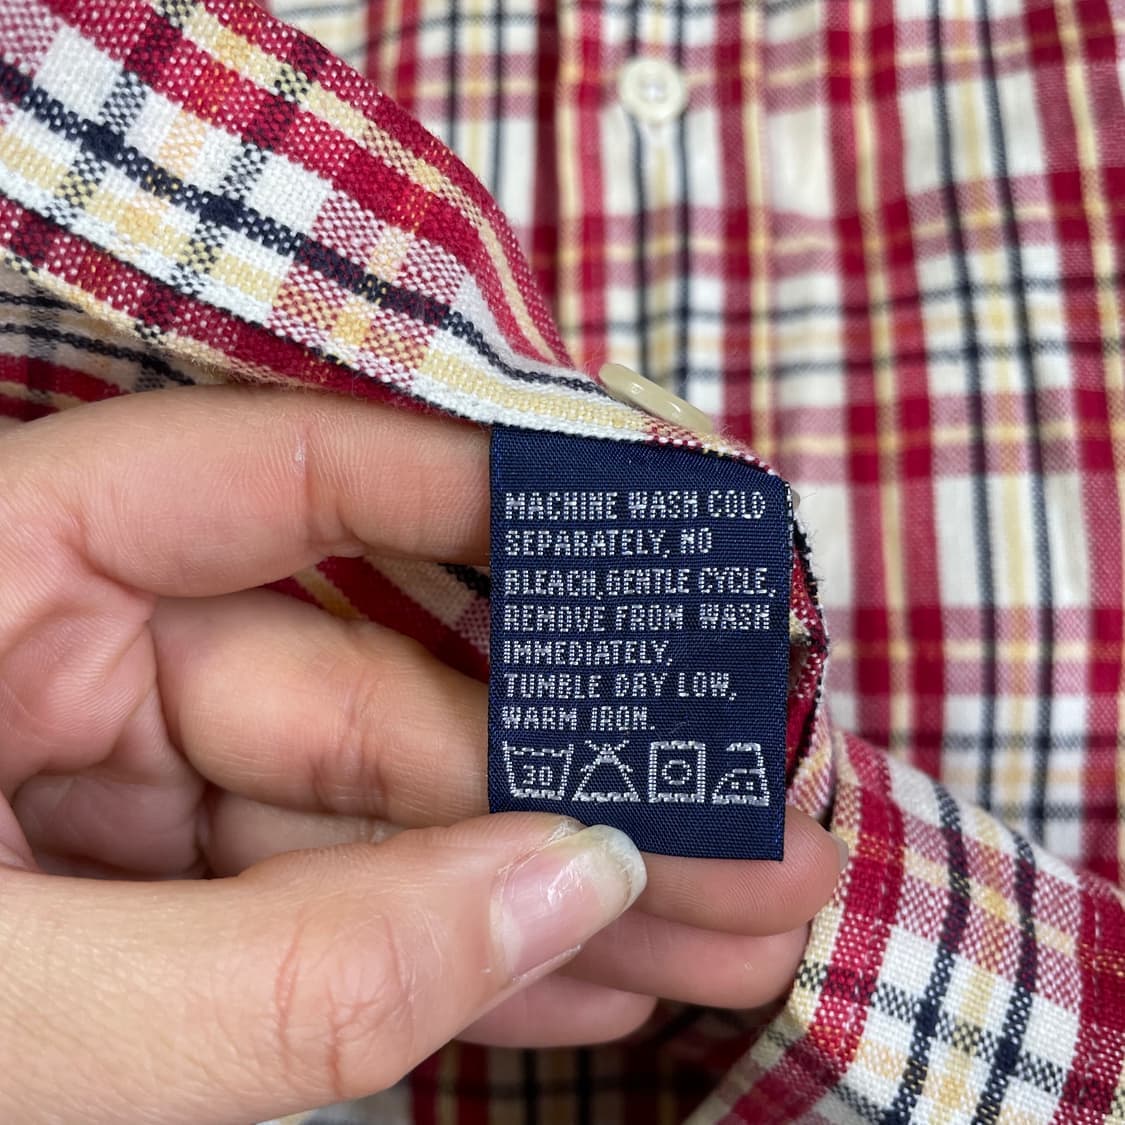 MACHINE WASH COLD
SEPARATELY, NO
BLEACH,GENTLE CYCLE,
REMOVE FROM WASH
IMMEDIATELY,
TUMBLE DRY LOW,
WARM IRON.
30